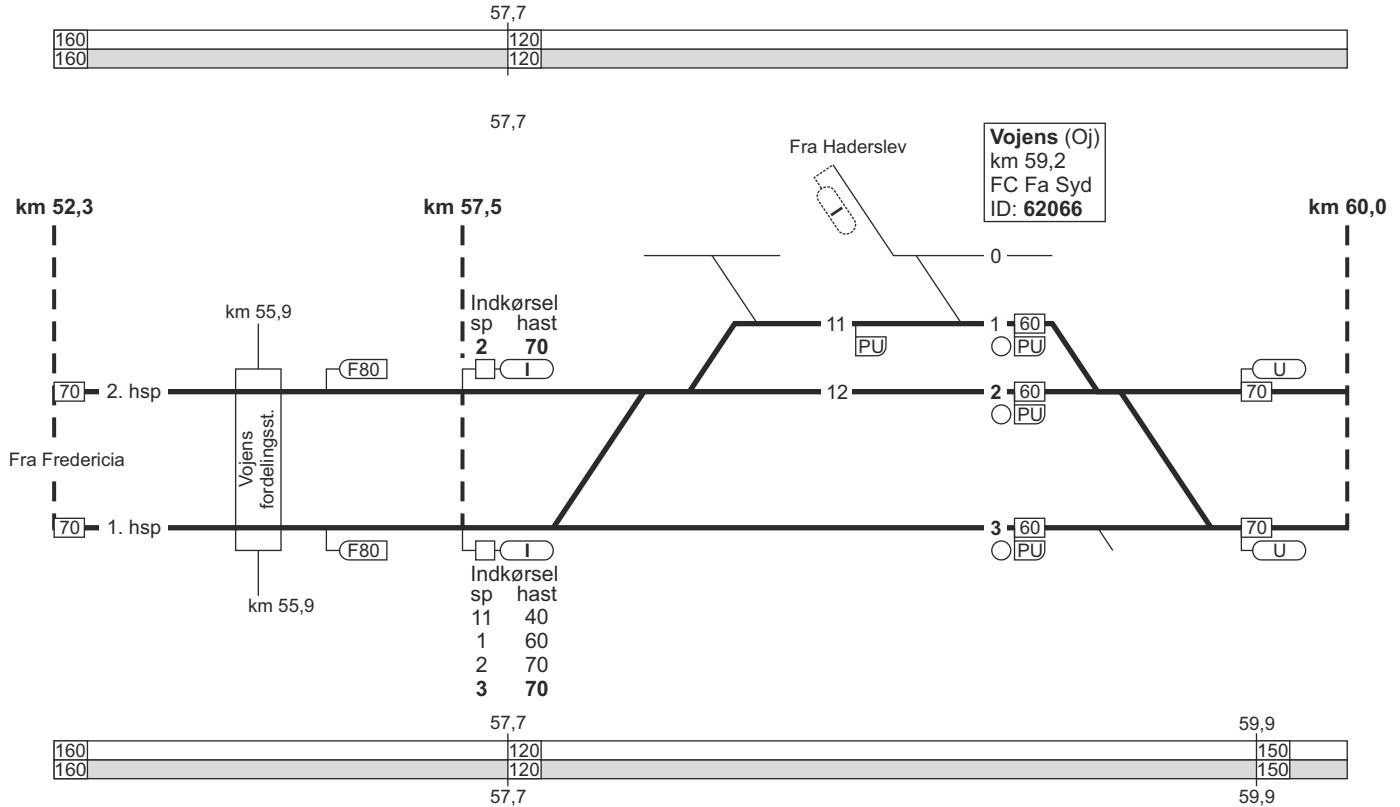 57,7
160 120
160 120
57,7
Fra Haderslev
Vojens (Oj)
km 59,2
FC Fa Syd
ID: 62066
km 52,3 km 57,5 km 60,0
0
km 55,9
Indkørsel
sp hast
2 70
11 1 60
PU PU
F80 I U
70 2. hsp 12 2 60 70
PU
Fra Fredericia
Vojens
fordelingsst.
70 1. hsp 3 60 70
F80 I PU U
Indkørsel
sp hast
km 55,9
11 40
1 60
2 70
3 70
57,7 59,9
160 120 150
160 120 150
57,7 59,9